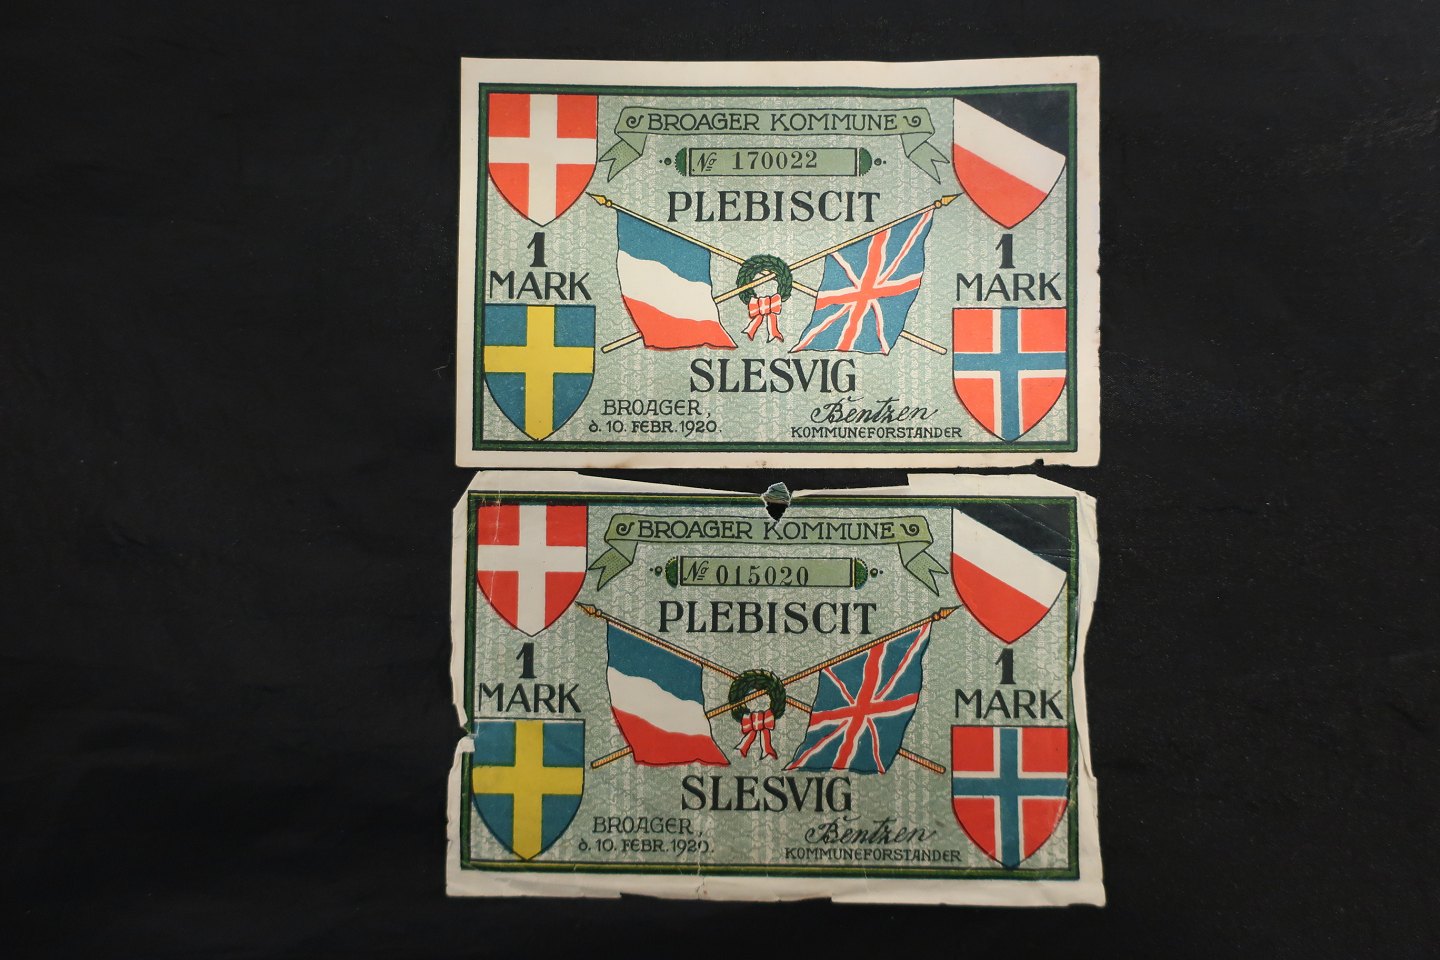 BROAGER KOMMUNE
No 170022
PLEBISCIT
1 MARK
1 MARK
SLESVIG
BROAGER,
d. 10. FEBR. 1920.
Bentzen
KOMMUNEFORSTANDER
BROAGER KOMMUNE
No 015020
PLEBISCIT
1 MARK
1 MARK
SLESVIG
BROAGER,
d. 10. FEBR. 1920.
Bentzen
KOMMUNEFORSTANDER